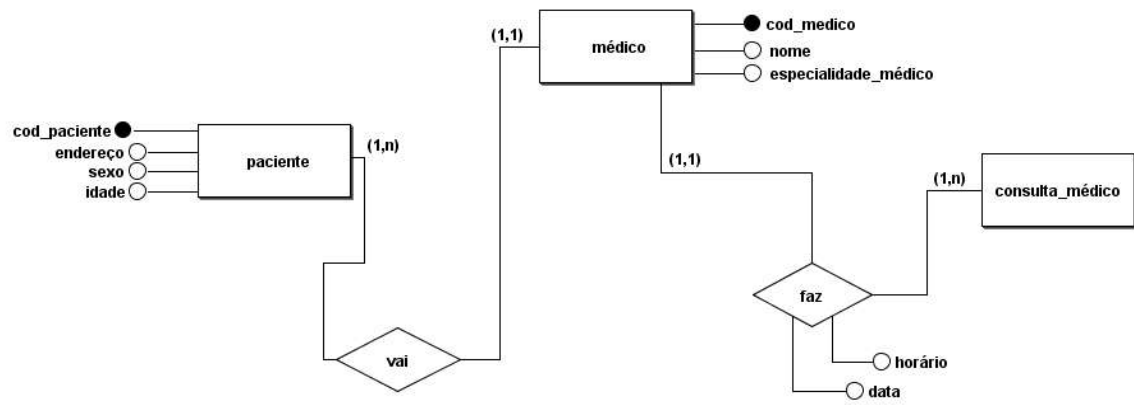 cod_medico
(1,1)
médico
nome
especialidade_médico
cod_paciente
endereço
sexo
idade
paciente
(1,n)
(1,1)
(1,n)
consulta_médico
faz
vai
horário
data